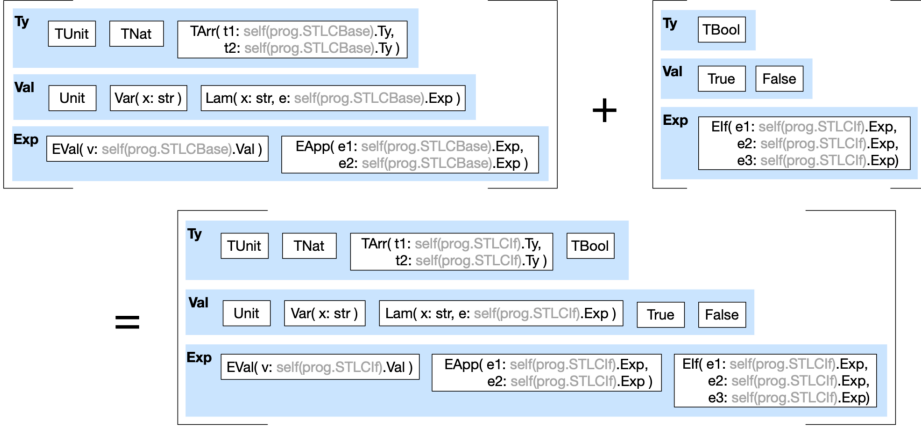 Ty
TUnit TNat TArr( t1: self(prog.STLCBase).Ty,
t2: self(prog.STLCBase).Ty )
Val
Unit Var( x: str ) Lam( x: str, e: self(prog.STLCBase).Exp )
Exp
EVal( v: self(prog.STLCBase).Val ) EApp( e1: self(prog.STLCBase).Exp,
e2: self(prog.STLCBase).Exp )
+
Ty
TBool
Val
True False
Exp
EIf( e1: self(prog.STLCIf).Exp,
e2: self(prog.STLCIf).Exp,
e3: self(prog.STLCIf).Exp)
=
Ty
TUnit TNat TArr( t1: self(prog.STLCIf).Ty, TBool
t2: self(prog.STLCIf).Ty )
Val
Unit Var( x: str ) Lam( x: str, e: self(prog.STLCIf).Exp ) True False
Exp
EVal( v: self(prog.STLCIf).Val ) EApp( e1: self(prog.STLCIf).Exp, EIf( e1: self(prog.STLCIf).Exp,
e2: self(prog.STLCIf).Exp ) e2: self(prog.STLCIf).Exp,
e3: self(prog.STLCIf).Exp)